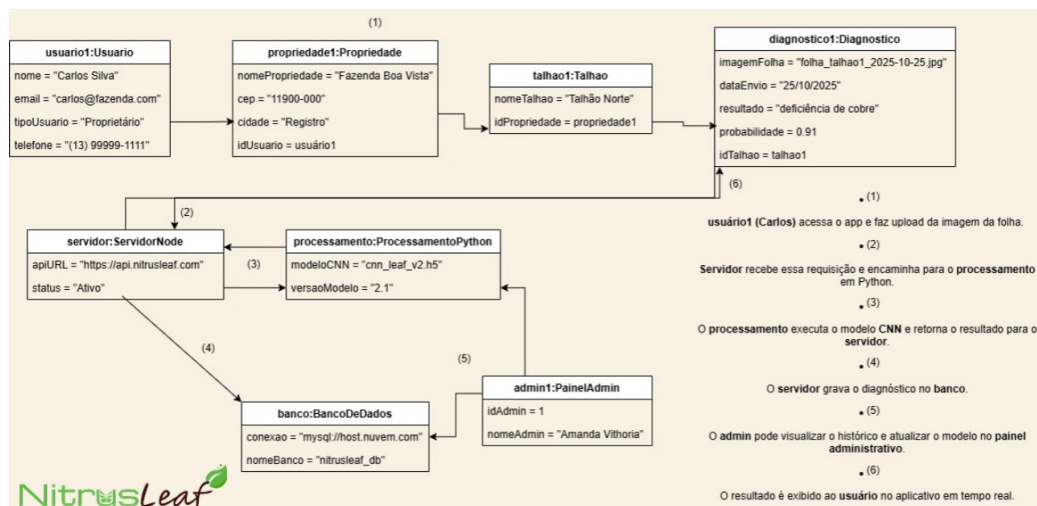 (1)
usuario1:Usuario
nome = "Carlos Silva"
email = "carlos@fazenda.com"
tipoUsuario = "Proprietário"
telefone = "(13) 99999-1111"
propriedade1:Propriedade
nomePropriedade = "Fazenda Boa Vista"
cep = "11900-000"
cidade = "Registro"
idUsuario = usuário1
talhao1:Talhao
nomeTalhao = "Talhão Norte"
idPropriedade = propriedade1
diagnostico1:Diagnostico
imagemFolha = "folha_talhao1_2025-10-25.jpg"
dataEnvio = "25/10/2025"
resultado = "deficiência de cobre"
probabilidade = 0.91
idTalhao = talhao1
(6)
(2)
servidor:ServidorNode
apiURL = "https://api.nitrusleaf.com"
status = "Ativo"
(3)
processamento:ProcessamentoPython
modeloCNN = "cnn_leaf_v2.h5"
versaoModelo = "2.1"
(4)
(5)
admin1:PainelAdmin
idAdmin = 1
nomeAdmin = "Amanda Vithoria"
banco:BancoDeDados
conexao = "mysql://host.nuvem.com"
nomeBanco = "nitrusleaf_db"
• (1)
usuário1 (Carlos) acessa o app e faz upload da imagem da folha.
• (2)
Servidor recebe essa requisição e encaminha para o processamento
em Python.
• (3)
O processamento executa o modelo CNN e retorna o resultado para o
servidor.
• (4)
O servidor grava o diagnóstico no banco.
• (5)
O admin pode visualizar o histórico e atualizar o modelo no painel
administrativo.
• (6)
O resultado é exibido ao usuário no aplicativo em tempo real.
NitrusLeaf